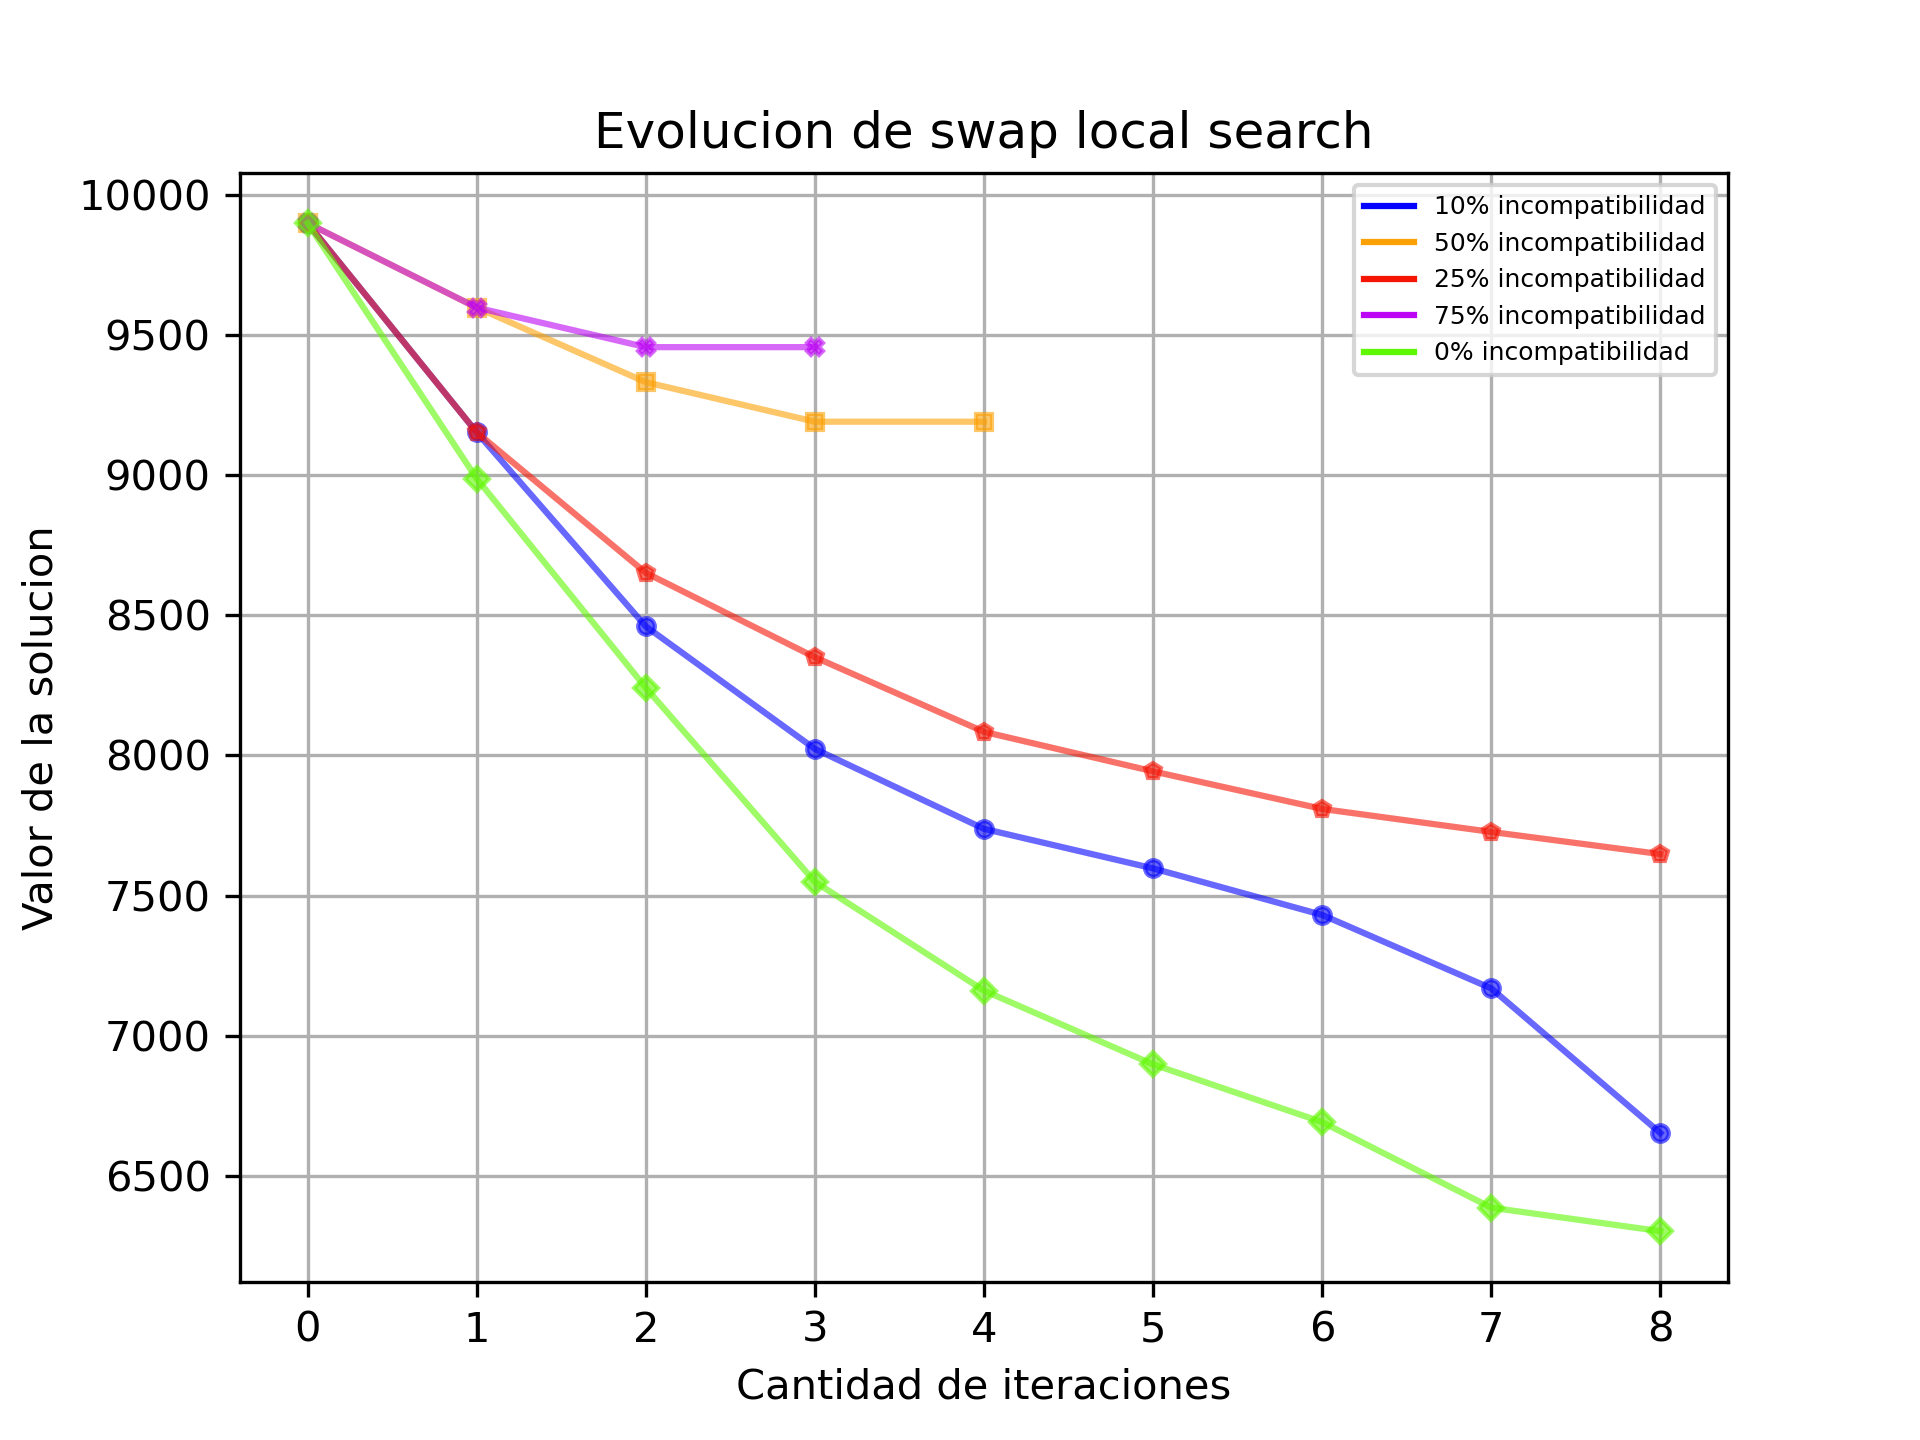 Evolucion de swap local search
10% incompatibilidad
50% incompatibilidad
25% incompatibilidad
75% incompatibilidad
0% incompatibilidad
10000
9500
9000
8500
8000
7500
7000
6500
Valor de la solucion
0 1 2 3 4 5 6 7 8
Cantidad de iteraciones